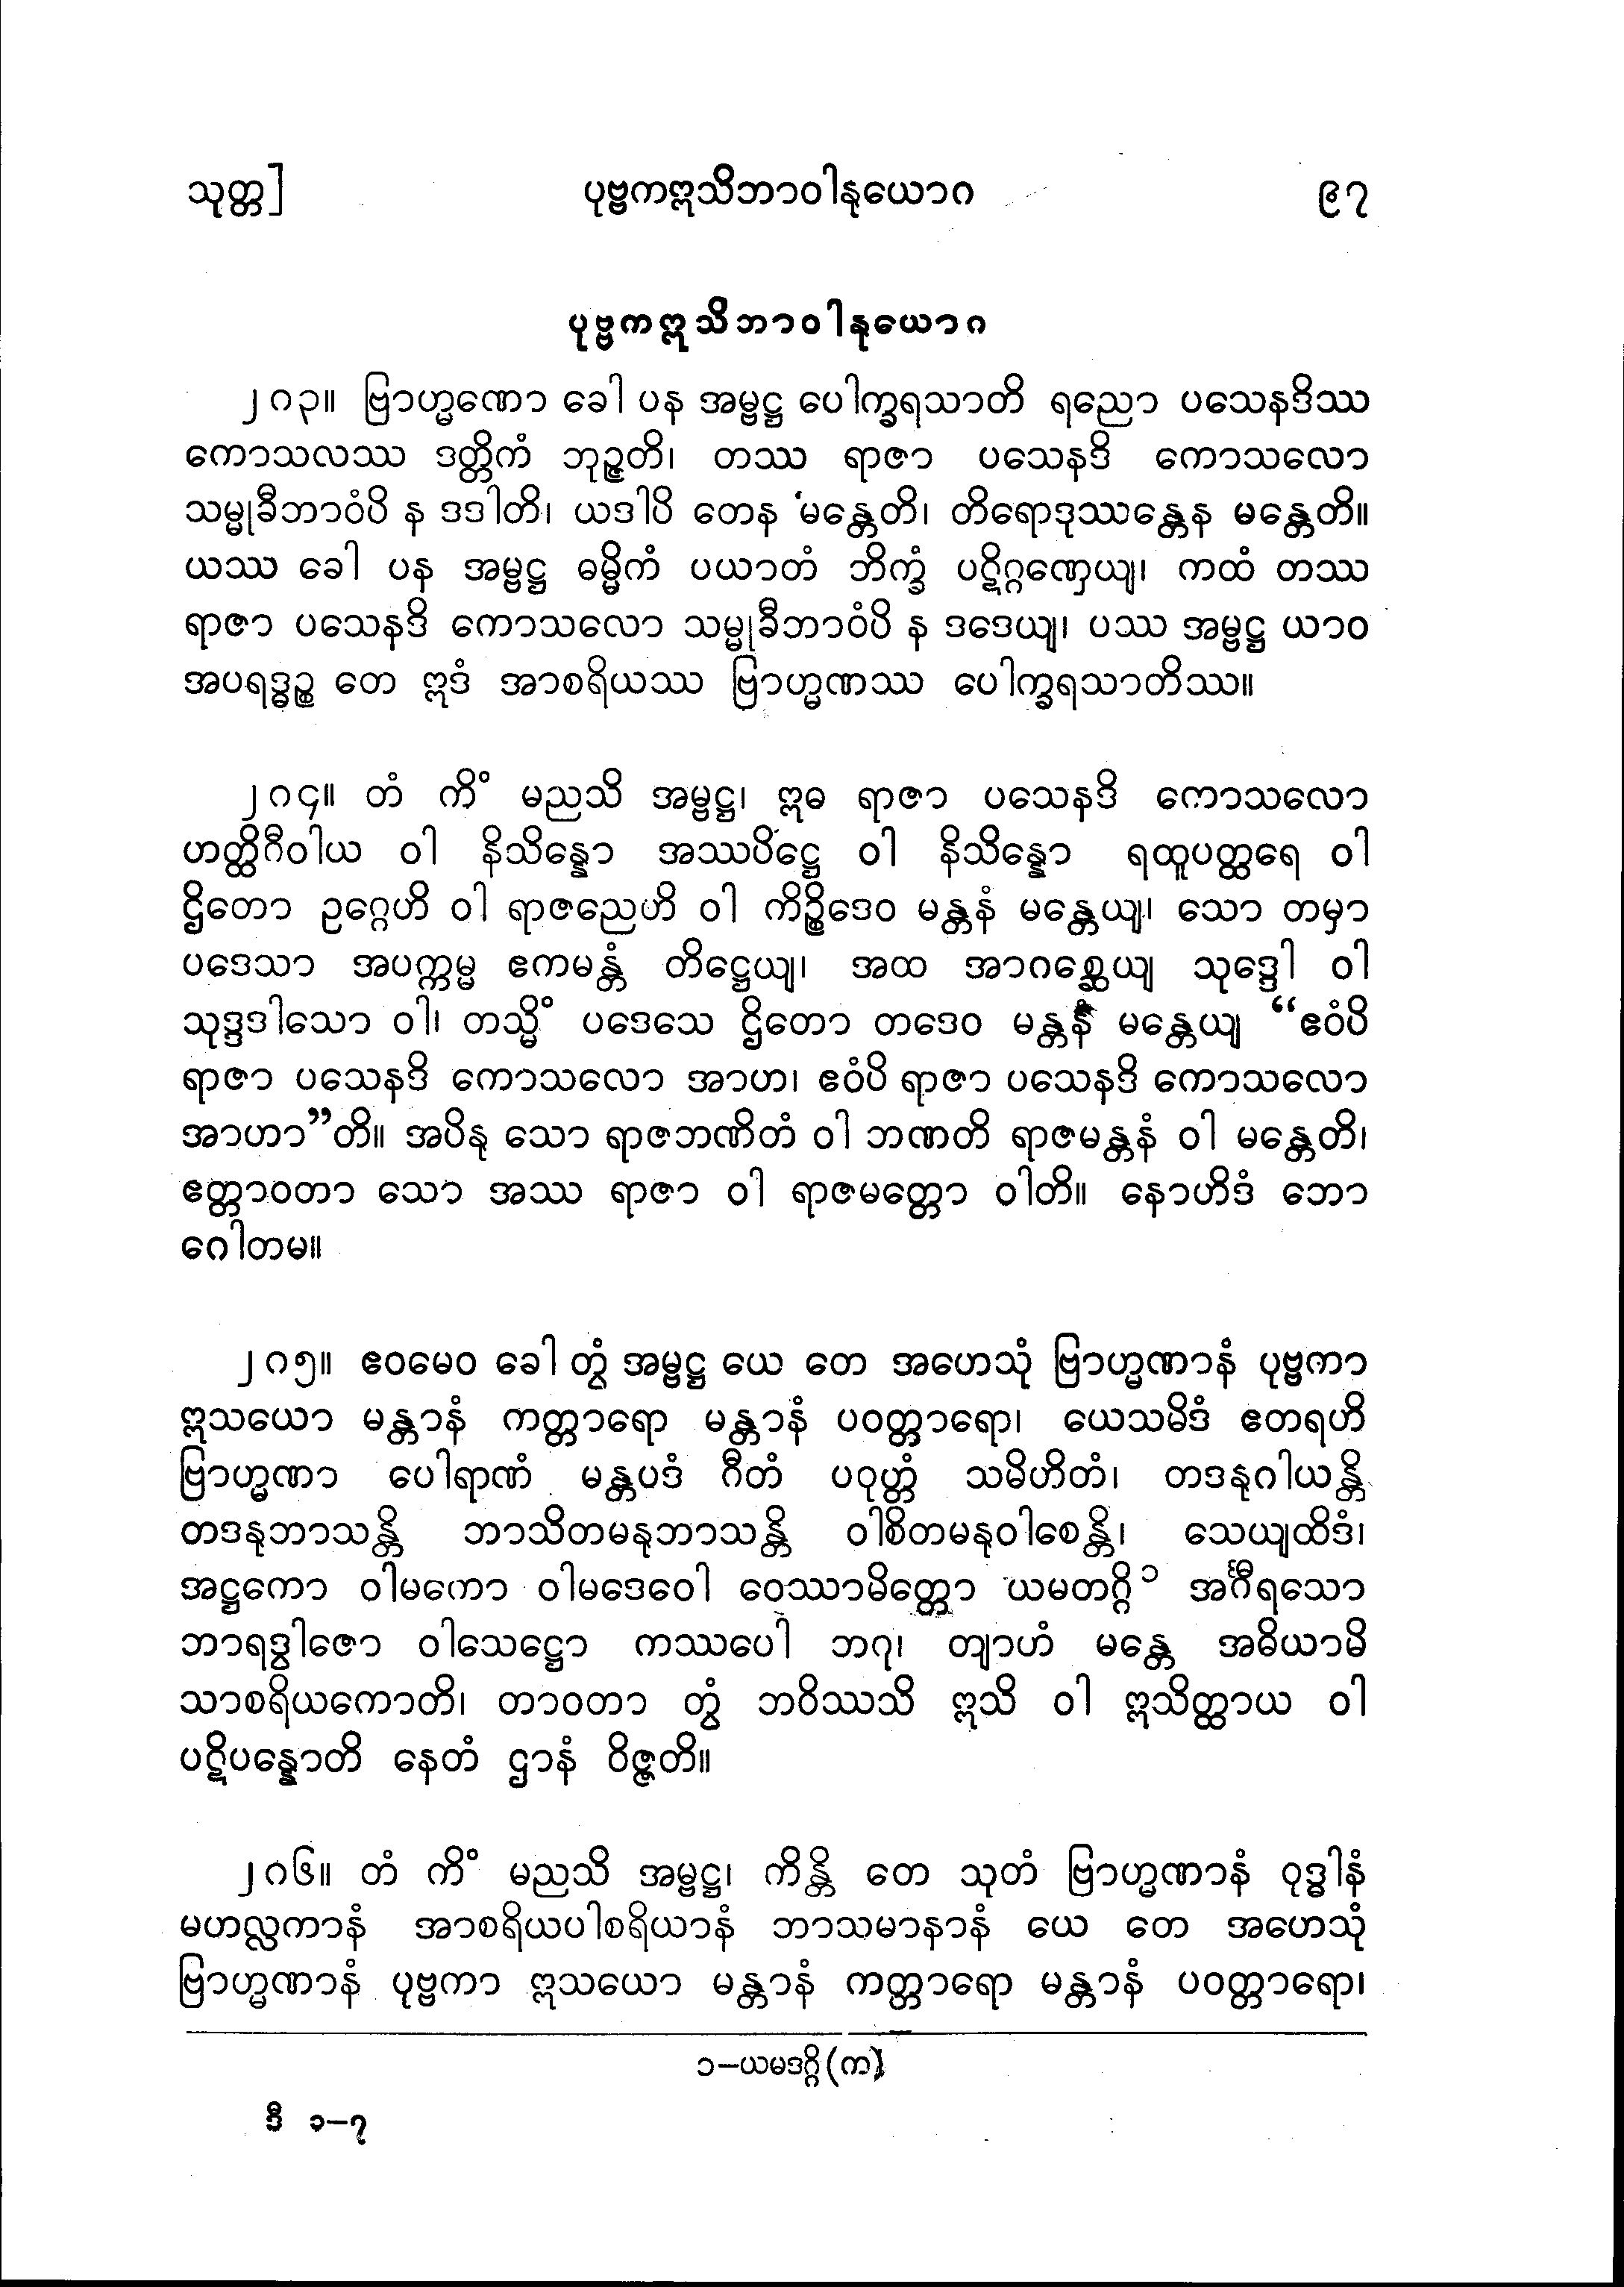 သုတ္တ] ပုဗ္ဗကဣသိဘာဝါနုယောဂ ၉၇
ပုဗ္ဗကဣသိဘာဝါနုယောဂ
၂၇၃။ ဗြာဟ္မဏော ခေါ ပန အမ္ဗဋ္ဌ ပေါက္ခရသာတိ ရညော ပသေနဒိဿ
ကောသလဿ ဒတ္တိကံ ဘုဉ္ဇတိ၊ တဿ ရာဇာ ပသေနဒိ ကောသလော
သမ္မုခီဘာဝံပိ န ဒဒါတိ၊ ယဒါပိ တေန မန္တေတိ၊ တိရောဒုဿန္တေန မန္တေတိ။
ယဿ ခေါ ပန အမ္ဗဋ္ဌ ဓမ္မိကံ ပယာတံ ဘိက္ခံ ပဋိဂ္ဂဏှေယျ၊ ကထံ တဿ
ရာဇာ ပသေနဒိ ကောသလော သမ္မုခီဘာဝံပိ န ဒဒေယျ၊ ပဿ အမ္ဗဋ္ဌ ယာဝ
အပရဒ္ဓဉ္စ တေ ဣဒံ အာစရိယဿ ဗြာဟ္မဏဿ ပေါက္ခရသာတိဿ။
၂၇၄။ တံ ကိံ မညသိ အမ္ဗဋ္ဌ၊ ဣဓ ရာဇာ ပသေနဒိ ကောသလော
ဟတ္ထိဂီဝါယ ဝါ နိသိန္နော အဿပိဋ္ဌေ ဝါ နိသိန္နော ရထူပတ္ထရေ ဝါ
ဌိတော ဥဂ္ဂေဟိ ဝါ ရာဇညေဟိ ဝါ ကိဉ္စိဒေဝ မန္တနံ မန္တေယျ၊ သော တမှာ
ပဒေသာ အပက္ကမ္မ ဧကမန္တံ တိဋ္ဌေယျ၊ အထ အာဂစ္ဆေယျ သုဒ္ဒေါ ဝါ
သုဒ္ဒဒါသော ဝါ၊ တသ္မိံ ပဒေသေ ဌိတော တဒေဝ မန္တနံ မန္တေယျ “ဧဝံပိ
ရာဇာ ပသေနဒိ ကောသလော အာဟ၊ ဧဝံပိ ရာဇာ ပသေနဒိ ကောသလော
အာဟာ”တိ။ အပိနု သော ရာဇဘဏိတံ ဝါ ဘဏတိ ရာဇမန္တနံ ဝါ မန္တေတိ၊
ဧတ္တာဝတာ သော အဿ ရာဇာ ဝါ ရာဇမတ္တော ဝါတိ။ နောဟိဒံ ဘော
ဂေါတမ။
၂၇၅။ ဧဝမေဝ ခေါ တွံ အမ္ဗဋ္ဌ ယေ တေ အဟေသုံ ဗြာဟ္မဏာနံ ပုဗ္ဗကာ
ဣသယော မန္တာနံ ကတ္တာရော မန္တာနံ ပဝတ္တာရော၊ ယေသမိဒံ ဧတရဟိ
ဗြာဟ္မဏာ ပေါရာဏံ မန္တပဒံ ဂီတံ ပဝုတ္တံ သမိဟိတံ၊ တဒနုဂါယန္တိ
တဒနုဘာသန္တိ ဘာသိတမနုဘာသန္တိ ဝါစိတမနုဝါစေန္တိ၊ သေယျထိဒံ၊
အဋ္ဌကော ဝါမကော ဝါမဒေဝေါ ဝေဿာမိတ္တော ယမတဂ္ဂိ ၁ အင်္ဂီရသော
ဘာရဒွါဇော ဝါသေဋ္ဌော ကဿပေါ ဘဂု၊ တျာဟံ မန္တေ အဓိယာမိ
သာစရိယကောတိ၊ တာဝတာ တွံ ဘဝိဿသိ ဣသိ ဝါ ဣသိတ္ထာယ ဝါ
ပဋိပန္နောတိ နေတံ ဌာနံ ဝိဇ္ဇတိ။
၂၇၆။ တံ ကိံ မညသိ အမ္ဗဋ္ဌ၊ ကိန္တိ တေ သုတံ ဗြာဟ္မဏာနံ ဝုဒ္ဓါနံ
မဟလ္လကာနံ အာစရိယပါစရိယာနံ ဘာသမာနာနံ ယေ တေ အဟေသုံ
ဗြာဟ္မဏာနံ ပုဗ္ဗကာ ဣသယော မန္တာနံ ကတ္တာရော မန္တာနံ ပဝတ္တာရော၊
၁–ယမဒဂ္ဂိ (က)
ဒီ ၁–၇